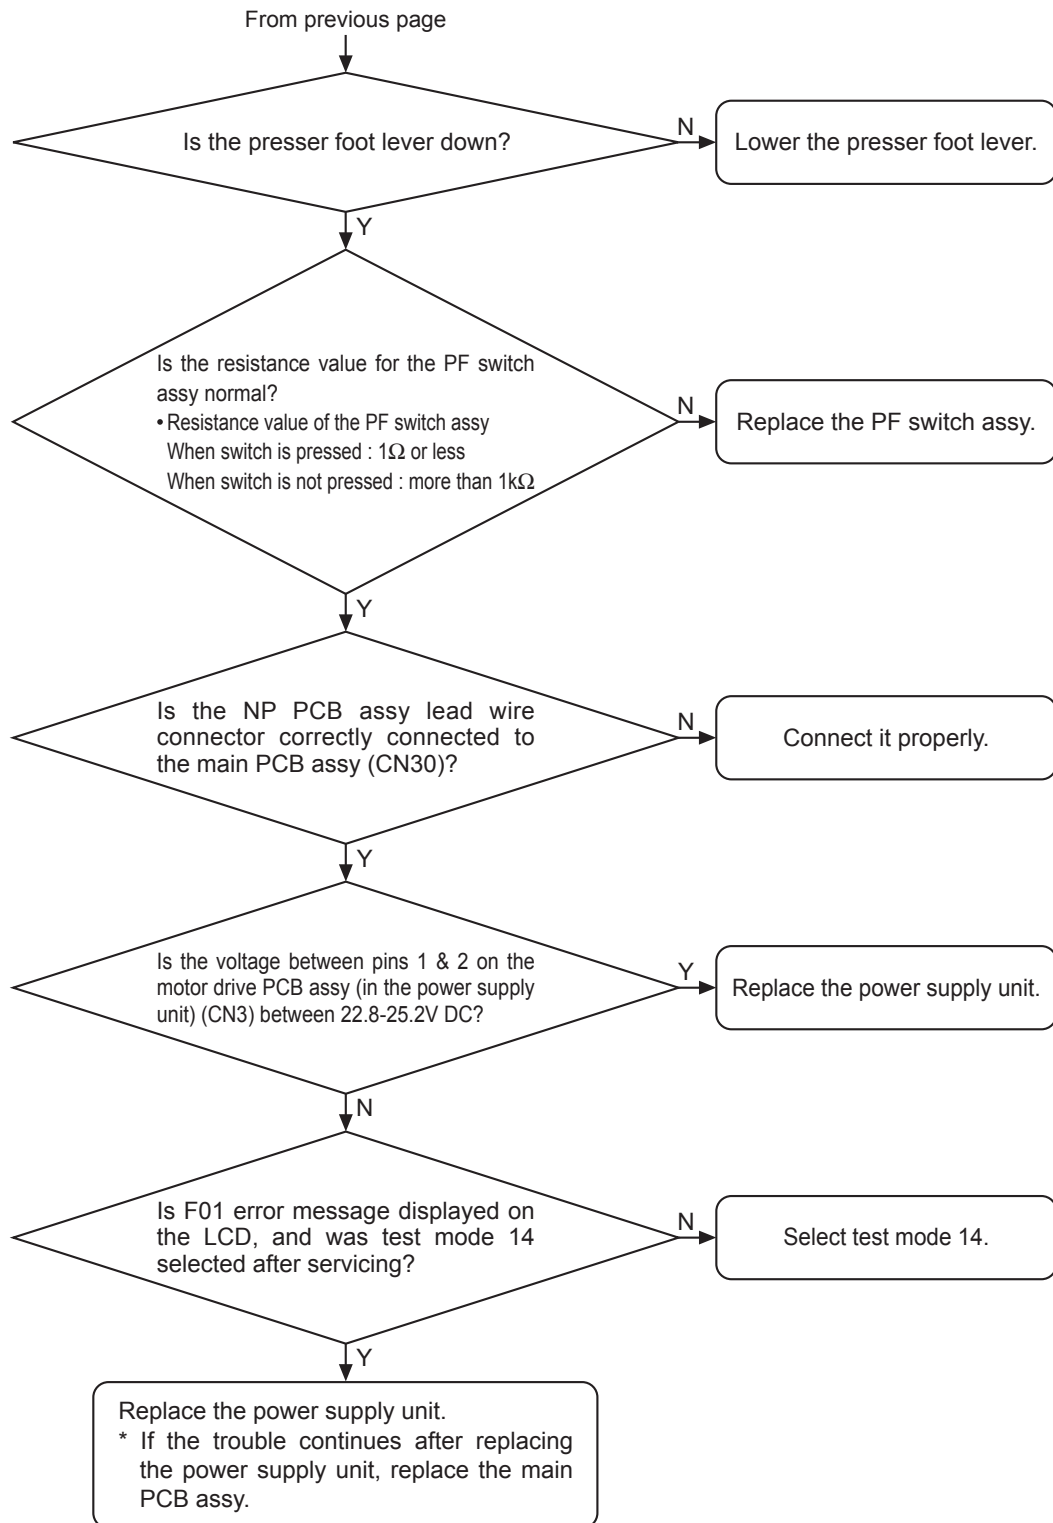 From previous page
Is the presser foot lever down?
N
Lower the presser foot lever.
Y
Is the resistance value for the PF switch
assy normal?
• Resistance value of the PF switch assy
When switch is pressed : 1Ω or less
When switch is not pressed : more than 1kΩ
N
Replace the PF switch assy.
Y
Is the NP PCB assy lead wire
connector correctly connected to
the main PCB assy (CN30)?
N
Connect it properly.
Y
Is the voltage between pins 1 & 2 on the
motor drive PCB assy (in the power supply
unit) (CN3) between 22.8-25.2V DC?
Y
Replace the power supply unit.
N
Is F01 error message displayed on
the LCD, and was test mode 14
selected after servicing?
N
Select test mode 14.
Y
Replace the power supply unit.
* If the trouble continues after replacing
the power supply unit, replace the main
PCB assy.